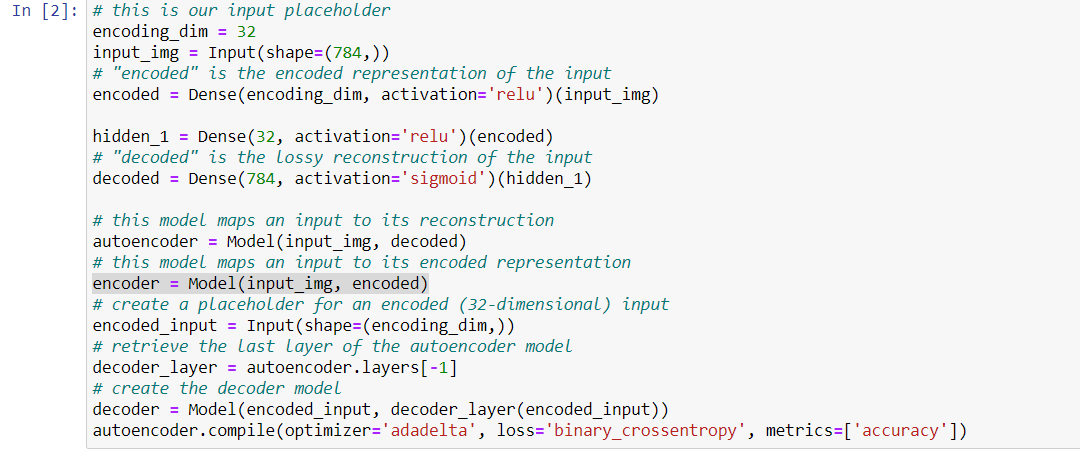 In [2]: # this is our input placeholder
encoding_dim = 32
input_img = Input(shape=(784,))
# "encoded" is the encoded representation of the input
encoded = Dense(encoding_dim, activation='relu')(input_img)
hidden_1 = Dense(32, activation='relu')(encoded)
# "decoded" is the lossy reconstruction of the input
decoded = Dense(784, activation='sigmoid')(hidden_1)
# this model maps an input to its reconstruction
autoencoder = Model(input_img, decoded)
# this model maps an input to its encoded representation
encoder = Model(input_img, encoded)
# create a placeholder for an encoded (32-dimensional) input
encoded_input = Input(shape=(encoding_dim,))
# retrieve the last layer of the autoencoder model
decoder_layer = autoencoder.layers[-1]
# create the decoder model
decoder = Model(encoded_input, decoder_layer(encoded_input))
autoencoder.compile(optimizer='adadelta', loss='binary_crossentropy', metrics=['accuracy'])